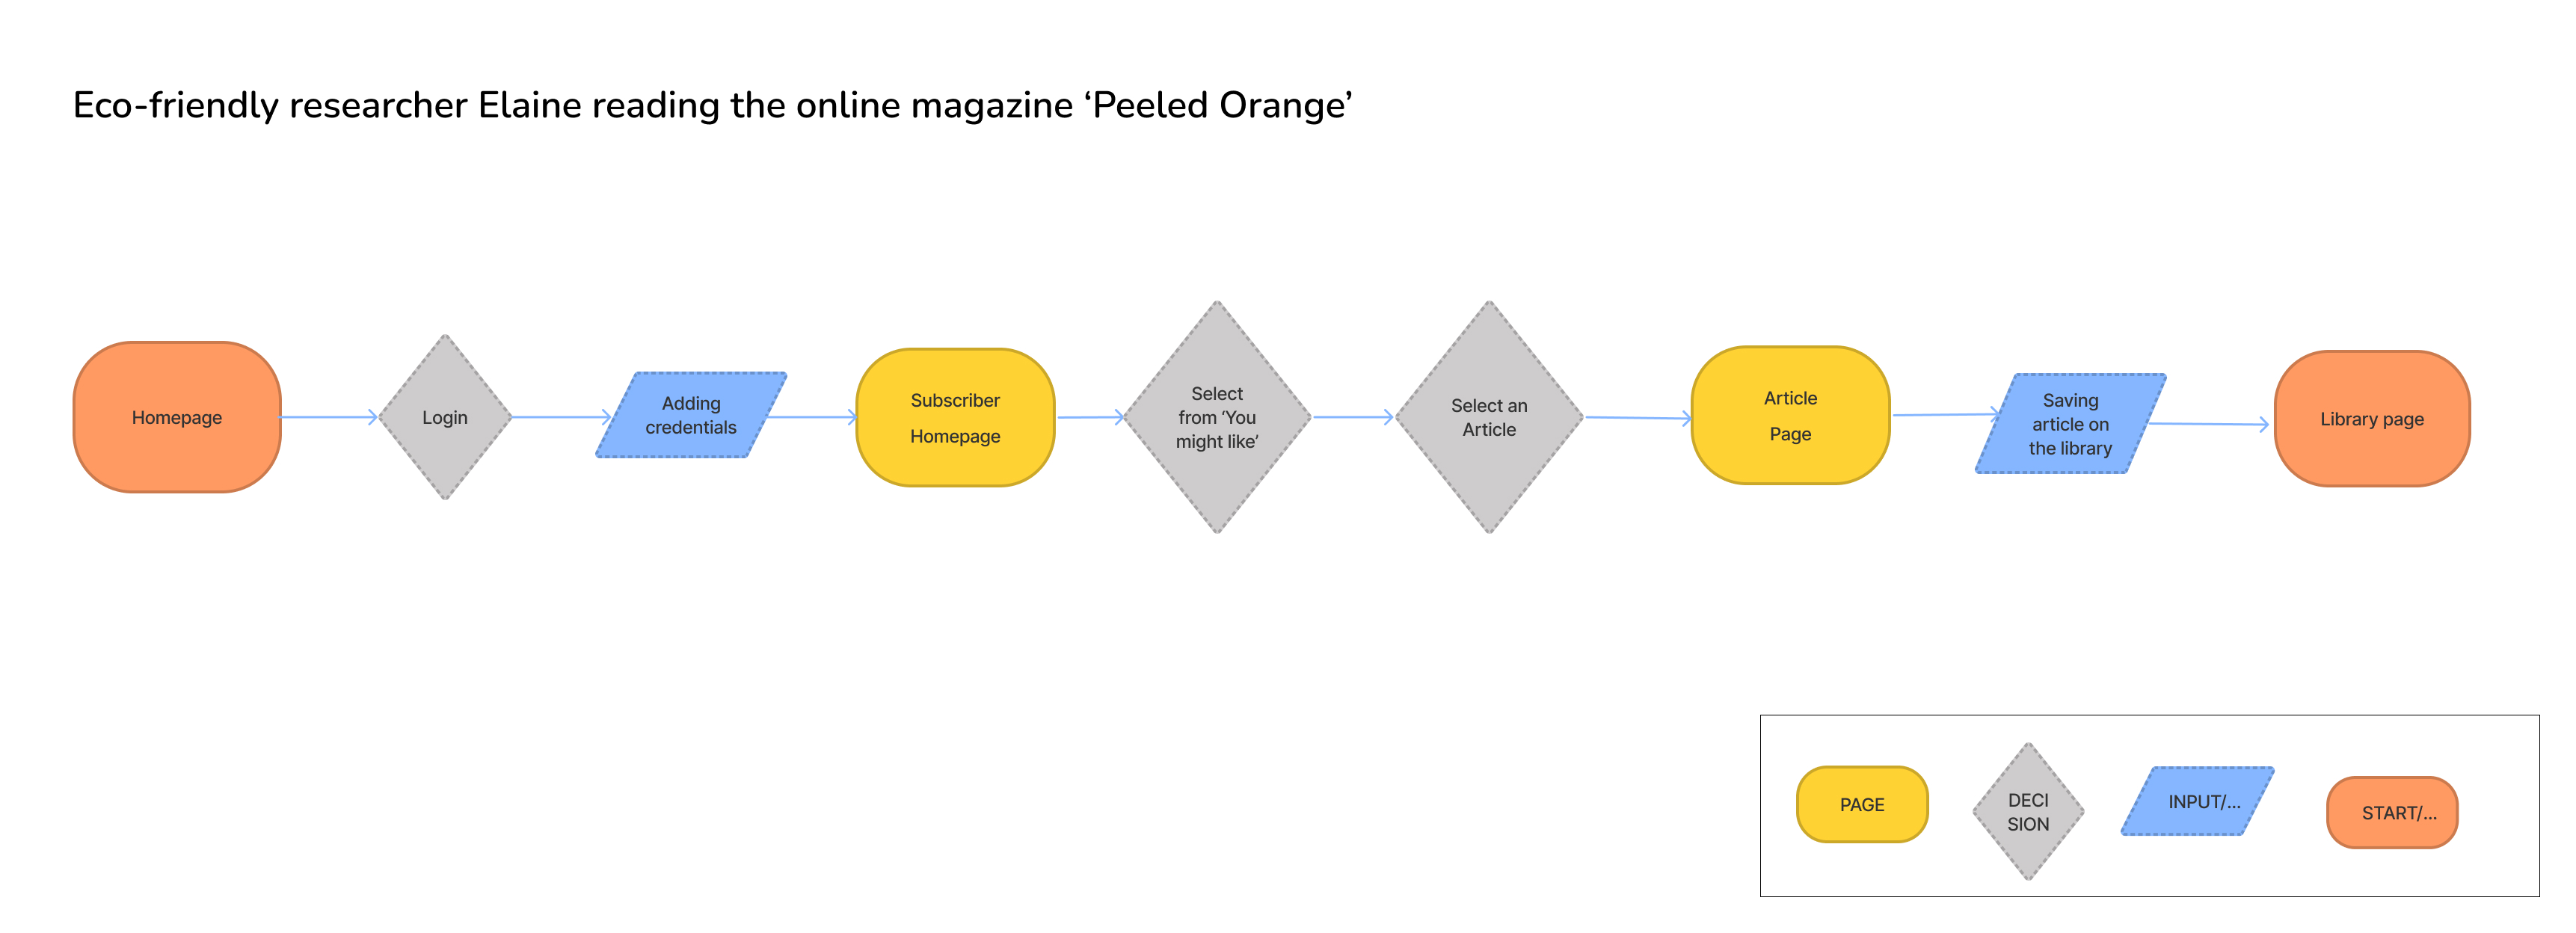 Eco-friendly researcher Elaine reading the online magazine ‘Peeled Orange’
Homepage
Login
Adding
credentials
Subscriber
Homepage
Select
from ‘You
might like’
Select an
Article
Article
Page
Saving
article on
the library
Library page
PAGE
DECI
SION
INPUT/...
START/...